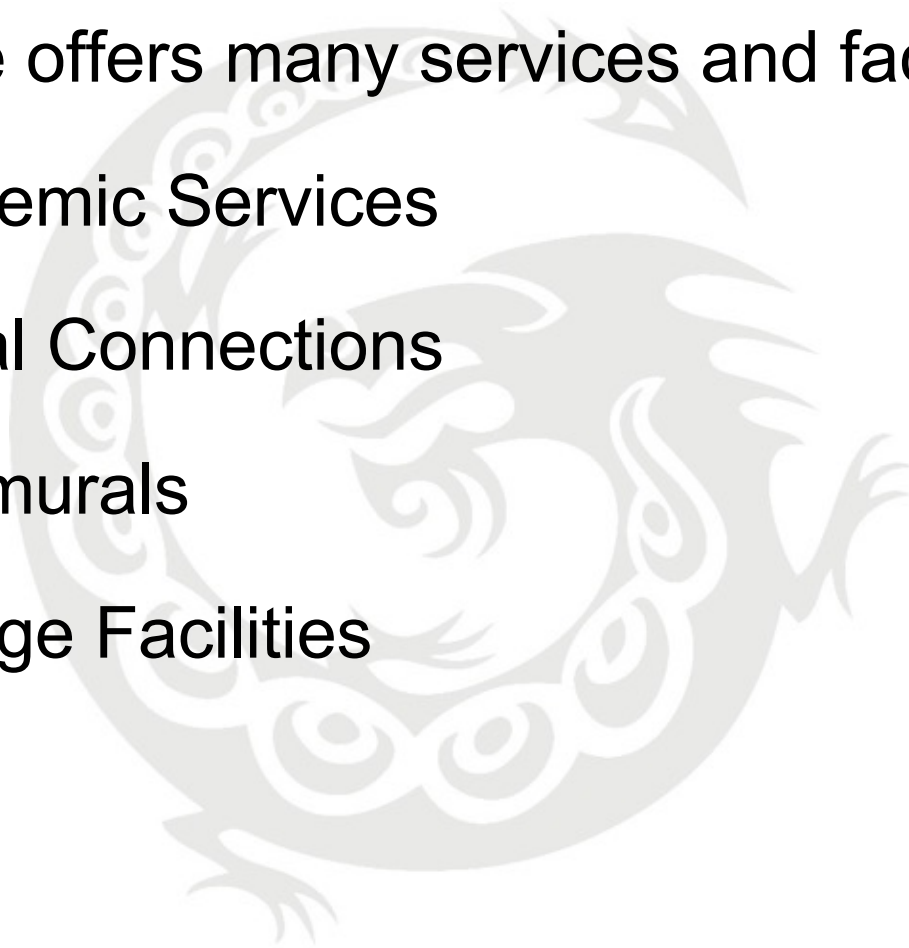 e offers many services and fac
emic Services
al Connections
murals
ge Facilities